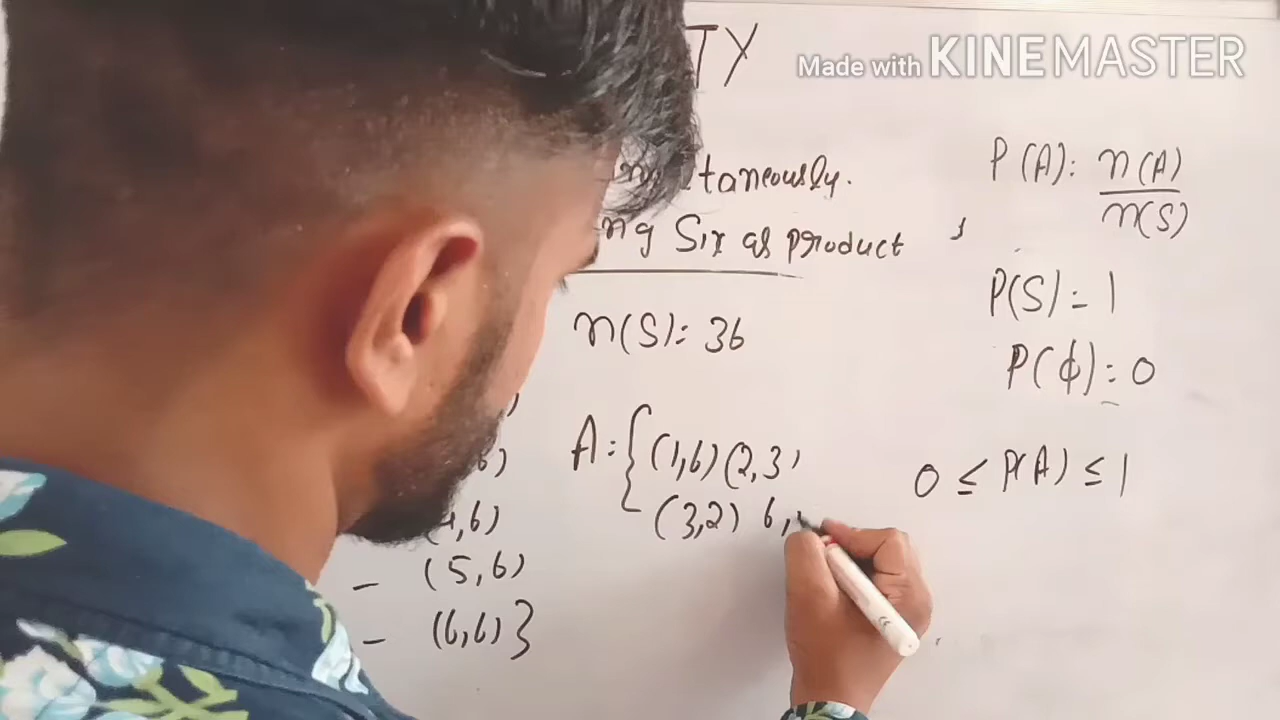 TY
Made with KINEMASTER
taneously.
P(A): n(A)
n(S)
ng Six as product
P(S) = 1
n(S): 36
P(ϕ) = 0
A: { (1,6) (2,3)
0 ≤ P(A) ≤ 1
(3,2) 6,
,6)
- (5,6)
- (6,6) }